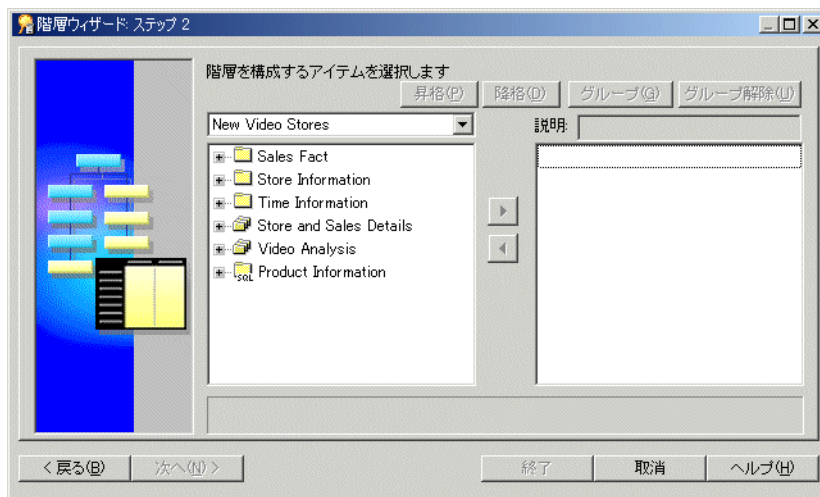 階層ウィザード: ステップ 2
階層を構成するアイテムを選択します
昇格(P) 降格(D) グループ(G) グループ解除(U)
New Video Stores
説明:
Sales Fact
Store Information
Time Information
Store and Sales Details
Video Analysis
SQL Product Information
< 戻る(B) 次へ(N) > 終了 取消 ヘルプ(H)